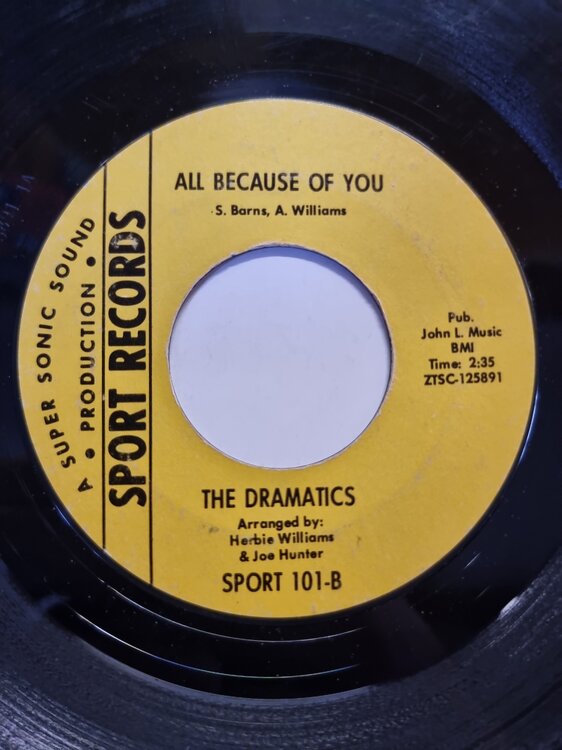 ALL BECAUSE OF YOU
S. Barns, A. Williams
A SUPER SONIC SOUND
• PRODUCTION •
SPORT RECORDS
Pub.
John L. Music
BMI
Time: 2:35
ZTSC-125891
THE DRAMATICS
Arranged by:
Herbie Williams
& Joe Hunter
SPORT 101-B